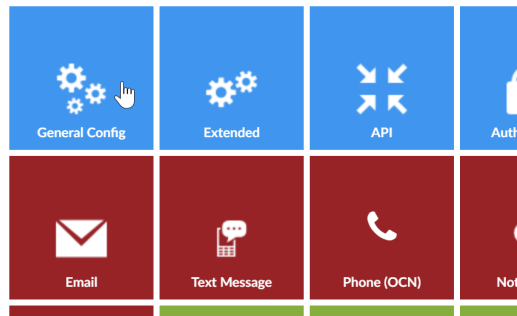 General Config
Extended
API
Email
Text Message
Phone (OCN)